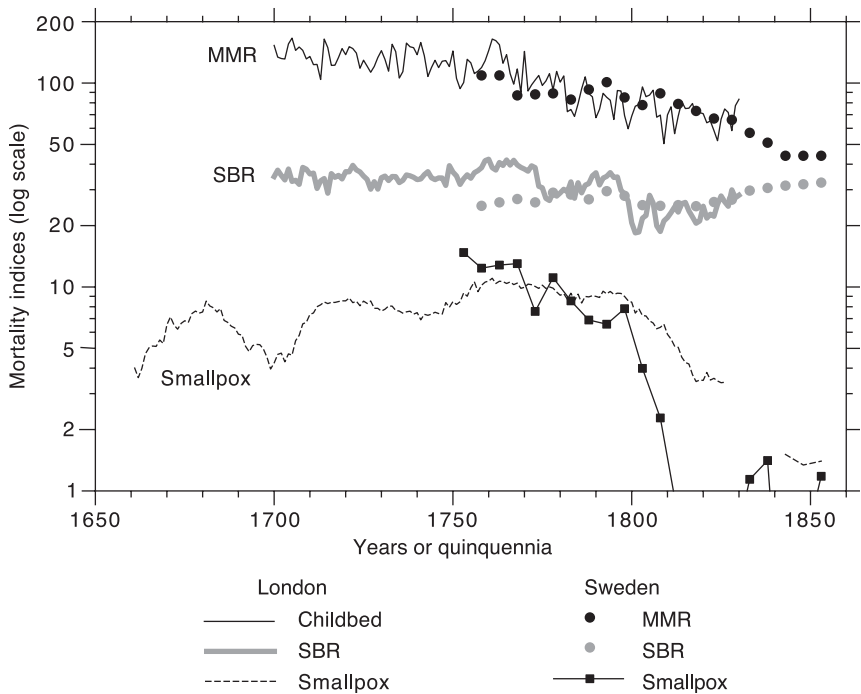 200
100
50
20
10
5
2
1
Mortality indices (log scale)
MMR
SBR
Smallpox
1650
1700
1750
1800
1850
Years or quinquennia
London
Sweden
Childbed
MMR
SBR
SBR
Smallpox
Smallpox